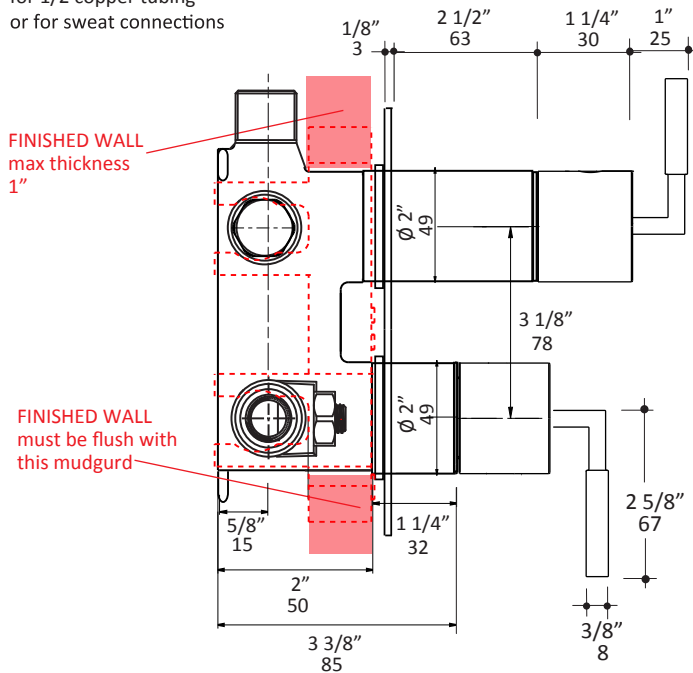 for 1/2 copper tubing
or for sweat connections
1/8”
3
2 1/2”
63
1 1/4”
30
1”
25
FINISHED WALL
max thickness
1”
Ø 2”
49
3 1/8”
78
FINISHED WALL
must be flush with
this mudgurd
Ø 2”
49
5/8”
15
1 1/4”
32
2 5/8”
67
2”
50
3 3/8”
85
3/8”
8